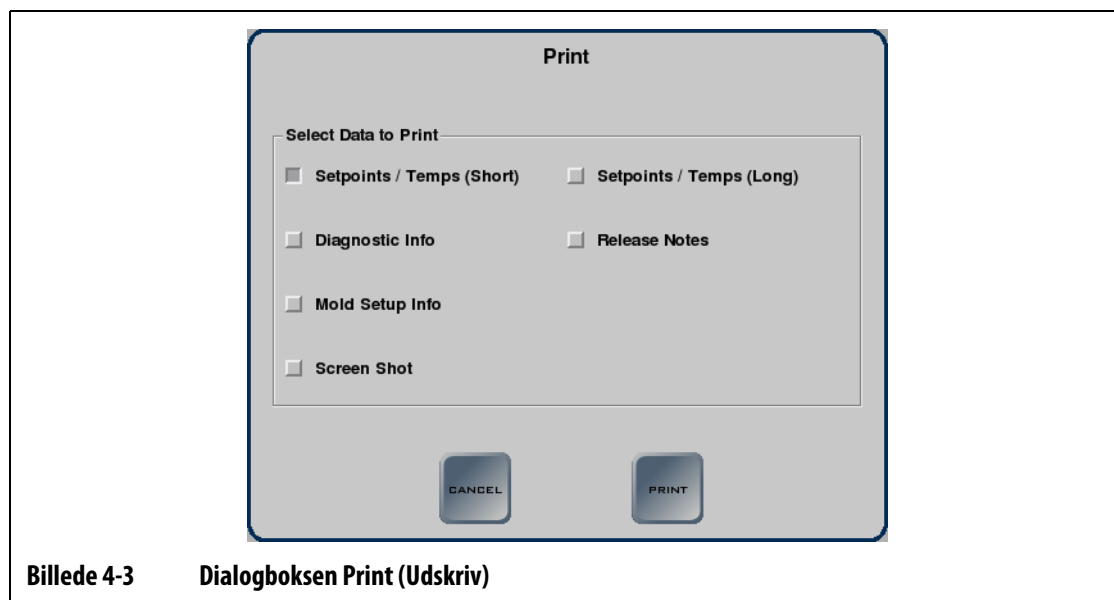 Print
Select Data to Print
Setpoints / Temps (Short) Setpoints / Temps (Long)
Diagnostic Info Release Notes
Mold Setup Info
Screen Shot
CANCEL PRINT
Billede 4-3 Dialogboksen Print (Udskriv)